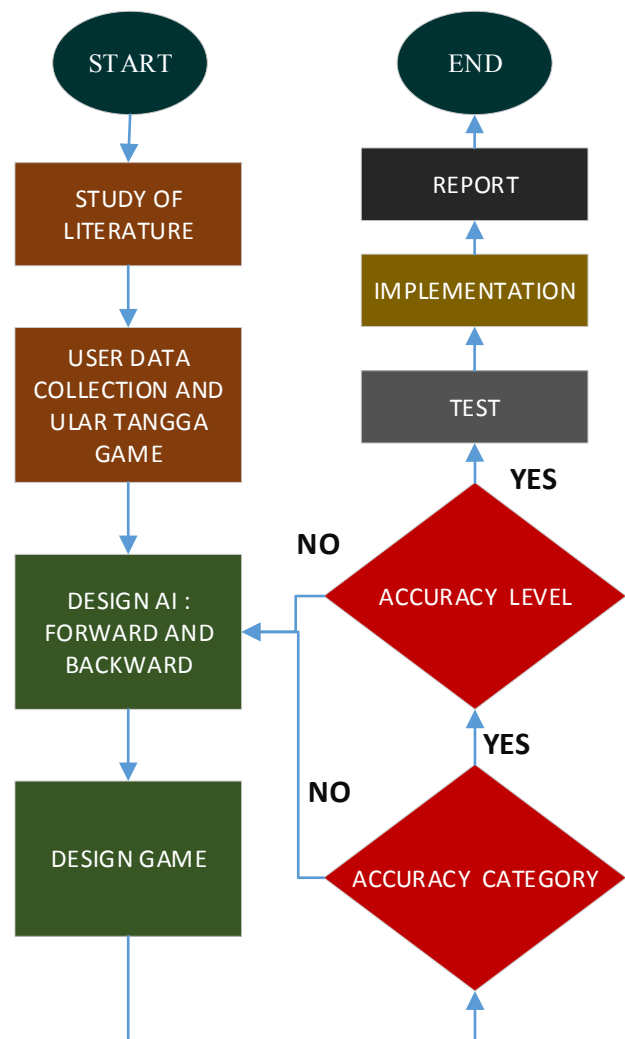 START
STUDY OF
LITERATURE
USER DATA
COLLECTION AND
ULAR TANGGA
GAME
DESIGN AI :
FORWARD AND
BACKWARD
DESIGN GAME
END
REPORT
IMPLEMENTATION
TEST
YES
NO
ACCURACY LEVEL
YES
NO
ACCURACY CATEGORY